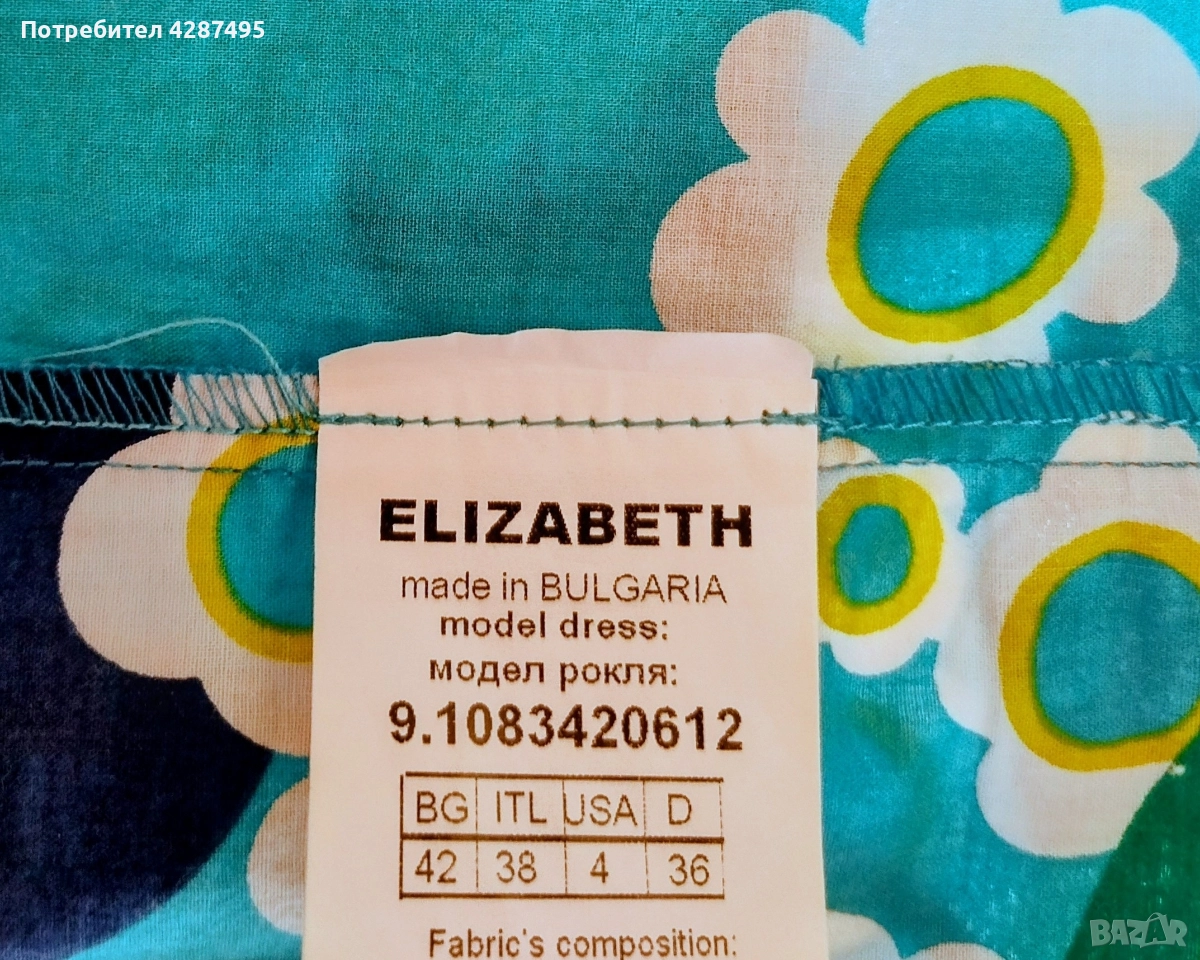 Потребител 4287495
ELIZABETH
made in BULGARIA
model dress:
модел рокля:
9.1083420612
BG ITL USA D
42 38 4 36
Fabric's composition:
BAZAR